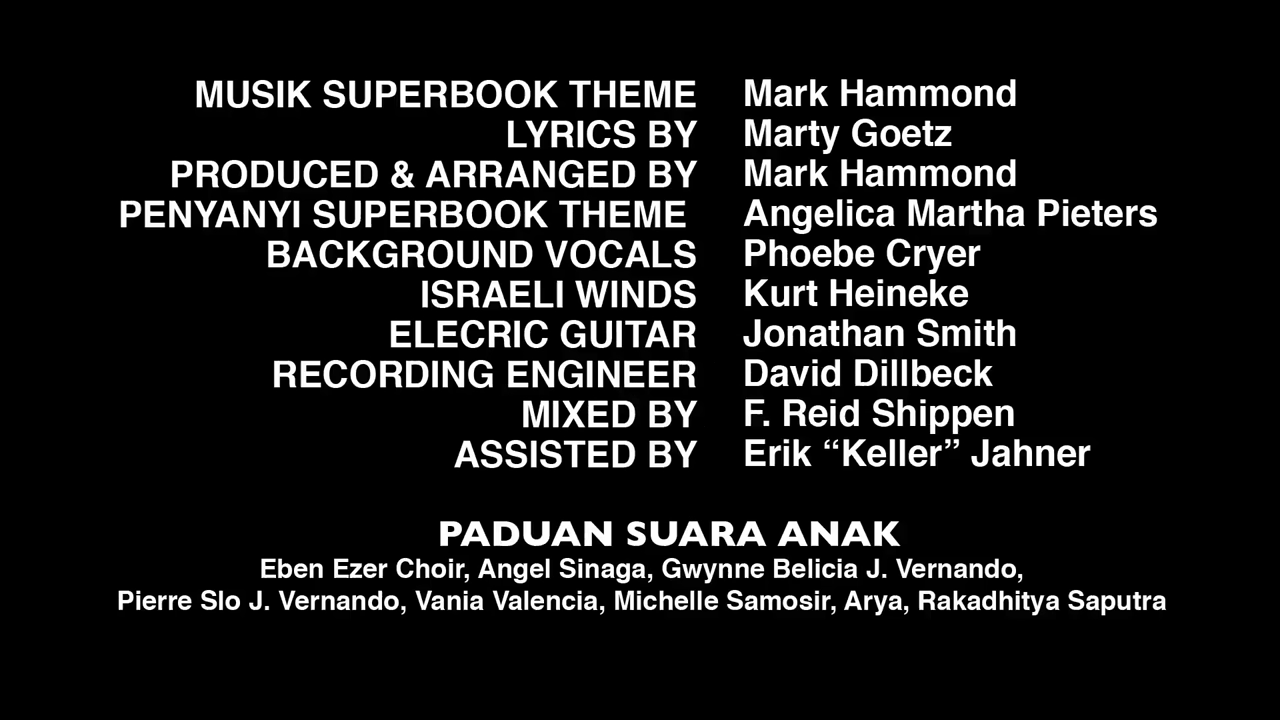 MUSIK SUPERBOOK THEME Mark Hammond
LYRICS BY Marty Goetz
PRODUCED & ARRANGED BY Mark Hammond
PENYANYI SUPERBOOK THEME Angelica Martha Pieters
BACKGROUND VOCALS Phoebe Cryer
ISRAELI WINDS Kurt Heineke
ELECRIC GUITAR Jonathan Smith
RECORDING ENGINEER David Dillbeck
MIXED BY F. Reid Shippen
ASSISTED BY Erik “Keller” Jahner
PADUAN SUARA ANAK
Eben Ezer Choir, Angel Sinaga, Gwynne Belicia J. Vernando,
Pierre Slo J. Vernando, Vania Valencia, Michelle Samosir, Arya, Rakadhitya Saputra